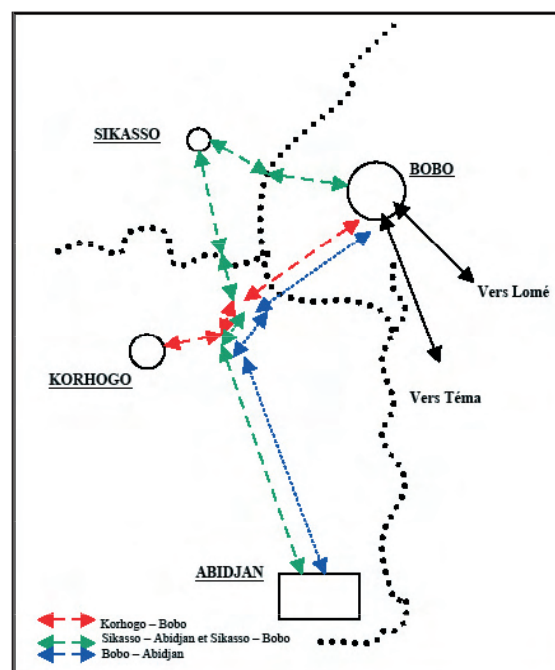 SIKASSO
BOBO
Vers Lomé
KORHOGO
Vers Téma
ABIDJAN
Korhogo – Bobo
Sikasso – Abidjan et Sikasso – Bobo
Bobo – Abidjan